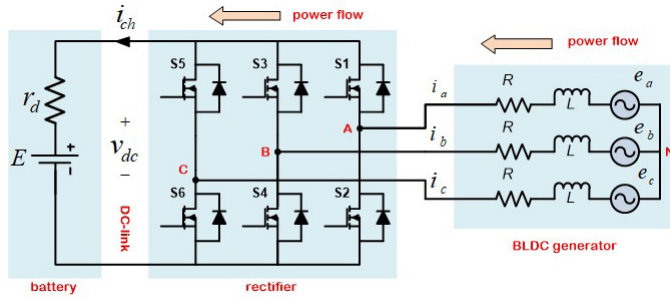 i_ch
power flow
power flow
S5
S3
S1
r_d
E
+
-
+
v_dc
−
A
B
C
S6
S4
S2
i_a
i_b
i_c
R
L
e_a
R
L
e_b
R
L
e_c
N
DC-link
battery
rectifier
BLDC generator